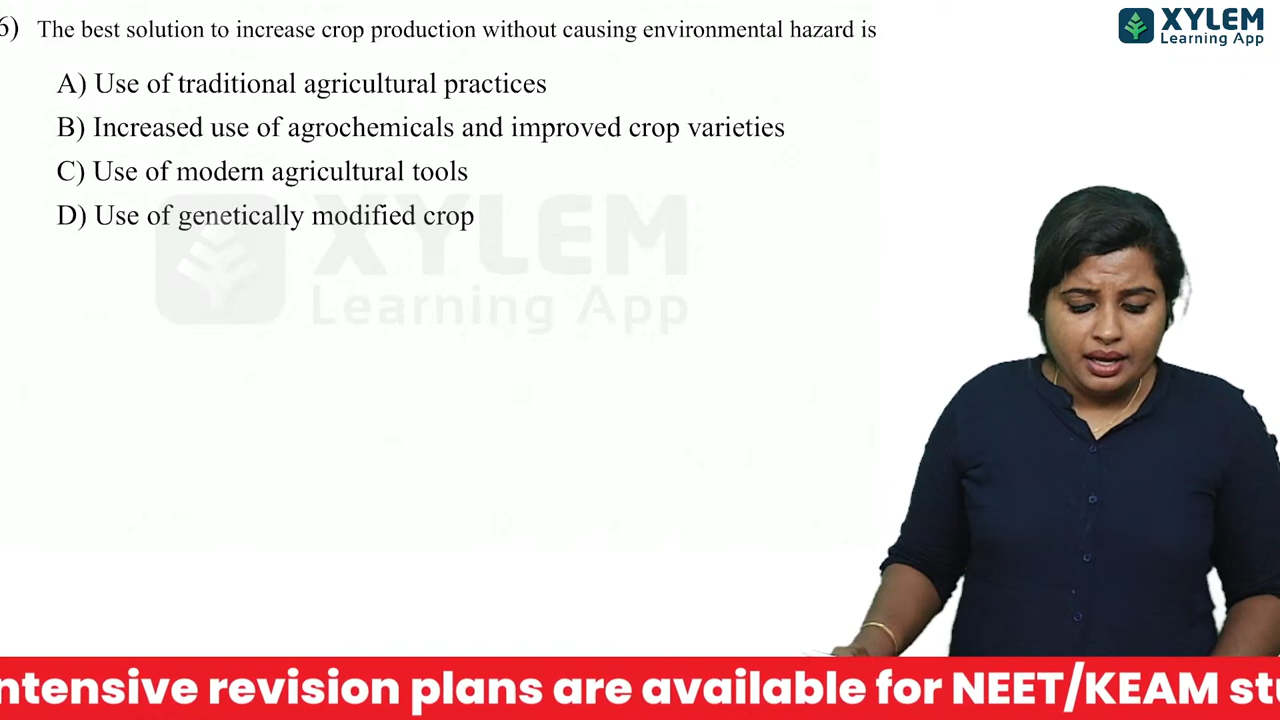 6) The best solution to increase crop production without causing environmental hazard is
A) Use of traditional agricultural practices
B) Increased use of agrochemicals and improved crop varieties
C) Use of modern agricultural tools
D) Use of genetically modified crop
XYLEM
Learning App
XYLEM
Learning App
ntensive revision plans are available for NEET/KEAM stu